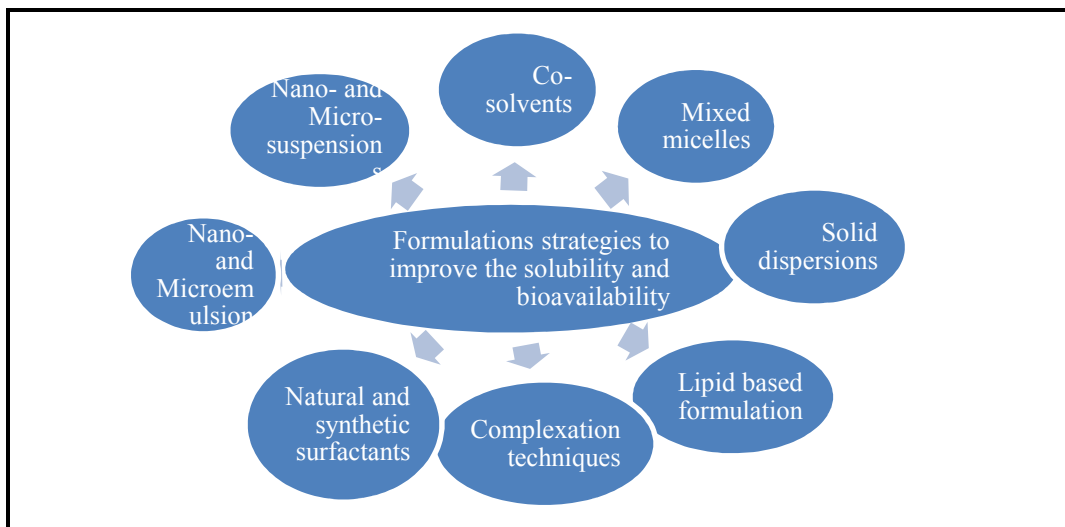 Co-
solvents
Mixed
micelles
Solid
dispersions
Lipid based
formulation
Complexation
techniques
Natural and
synthetic
surfactants
Nano-
and
Microem
ulsion
Nano- and
Micro-
suspension
s
Formulations strategies to
improve the solubility and
bioavailability